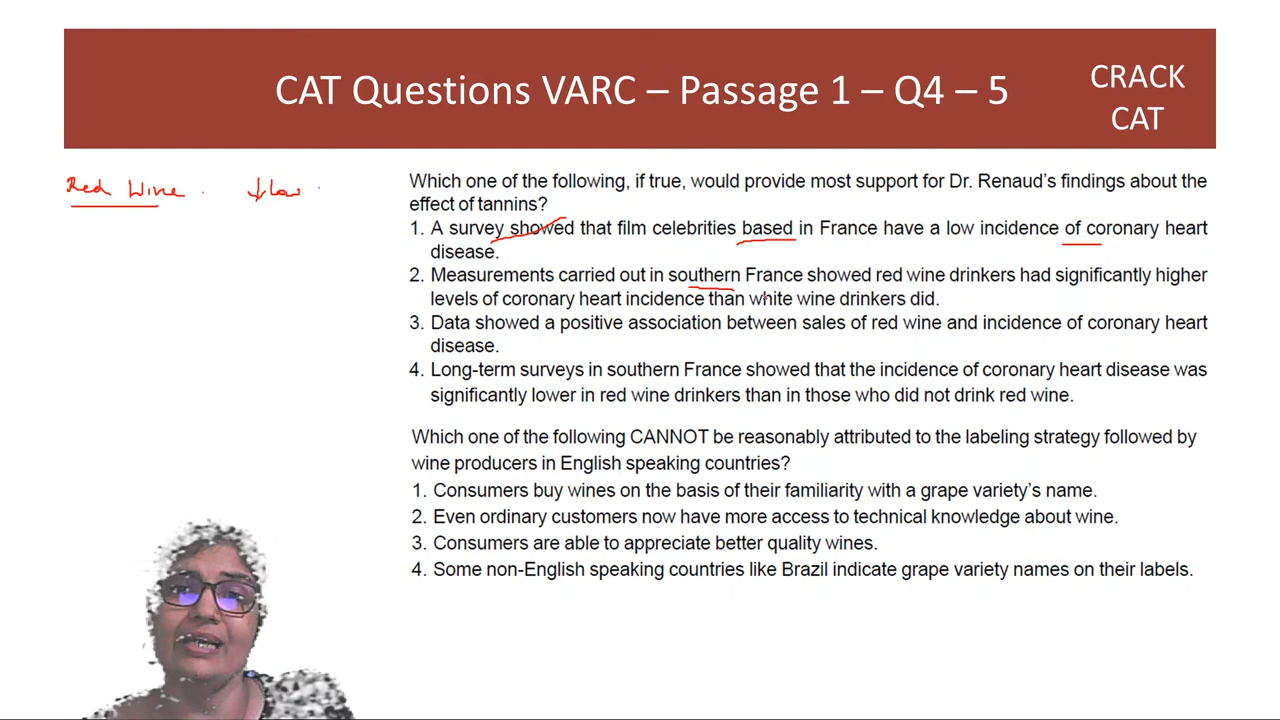 CAT Questions VARC – Passage 1 – Q4 – 5
CRACK
CAT
Red Wine . ↓low .
Which one of the following, if true, would provide most support for Dr. Renaud's findings about the
effect of tannins?
1. A survey showed that film celebrities based in France have a low incidence of coronary heart
disease.
2. Measurements carried out in southern France showed red wine drinkers had significantly higher
levels of coronary heart incidence than white wine drinkers did.
3. Data showed a positive association between sales of red wine and incidence of coronary heart
disease.
4. Long-term surveys in southern France showed that the incidence of coronary heart disease was
significantly lower in red wine drinkers than in those who did not drink red wine.
Which one of the following CANNOT be reasonably attributed to the labeling strategy followed by
wine producers in English speaking countries?
1. Consumers buy wines on the basis of their familiarity with a grape variety's name.
2. Even ordinary customers now have more access to technical knowledge about wine.
3. Consumers are able to appreciate better quality wines.
4. Some non-English speaking countries like Brazil indicate grape variety names on their labels.